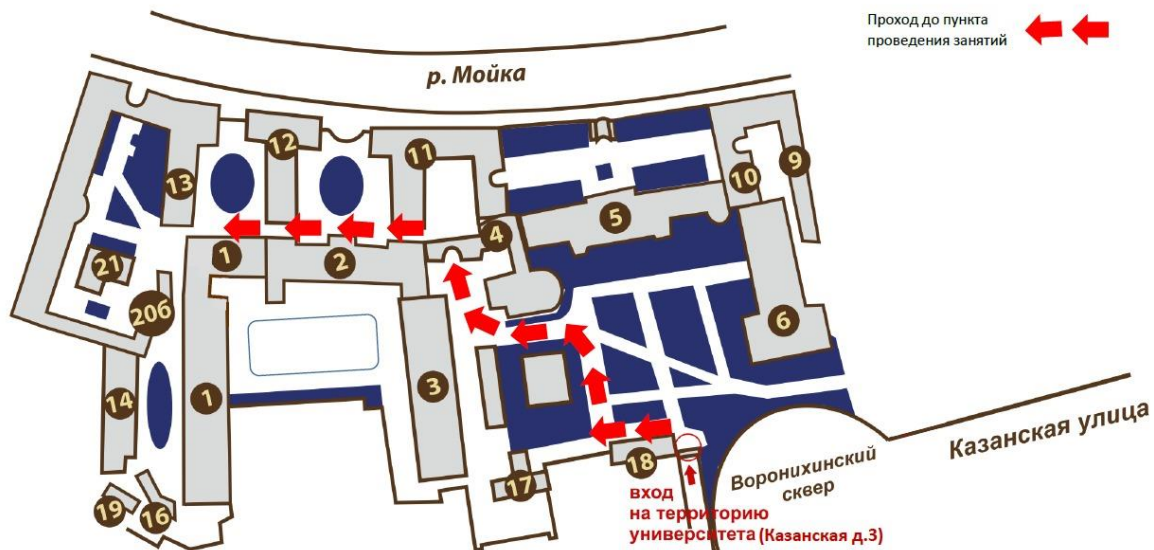 Проход до пункта
проведения занятий
р. Мойка
12
11
13
10
9
5
4
1
2
21
20б
6
14
1
3
Казанская улица
Воронихинский
сквер
18
17
19
16
вход
на территорию
университета (Казанская д.3)